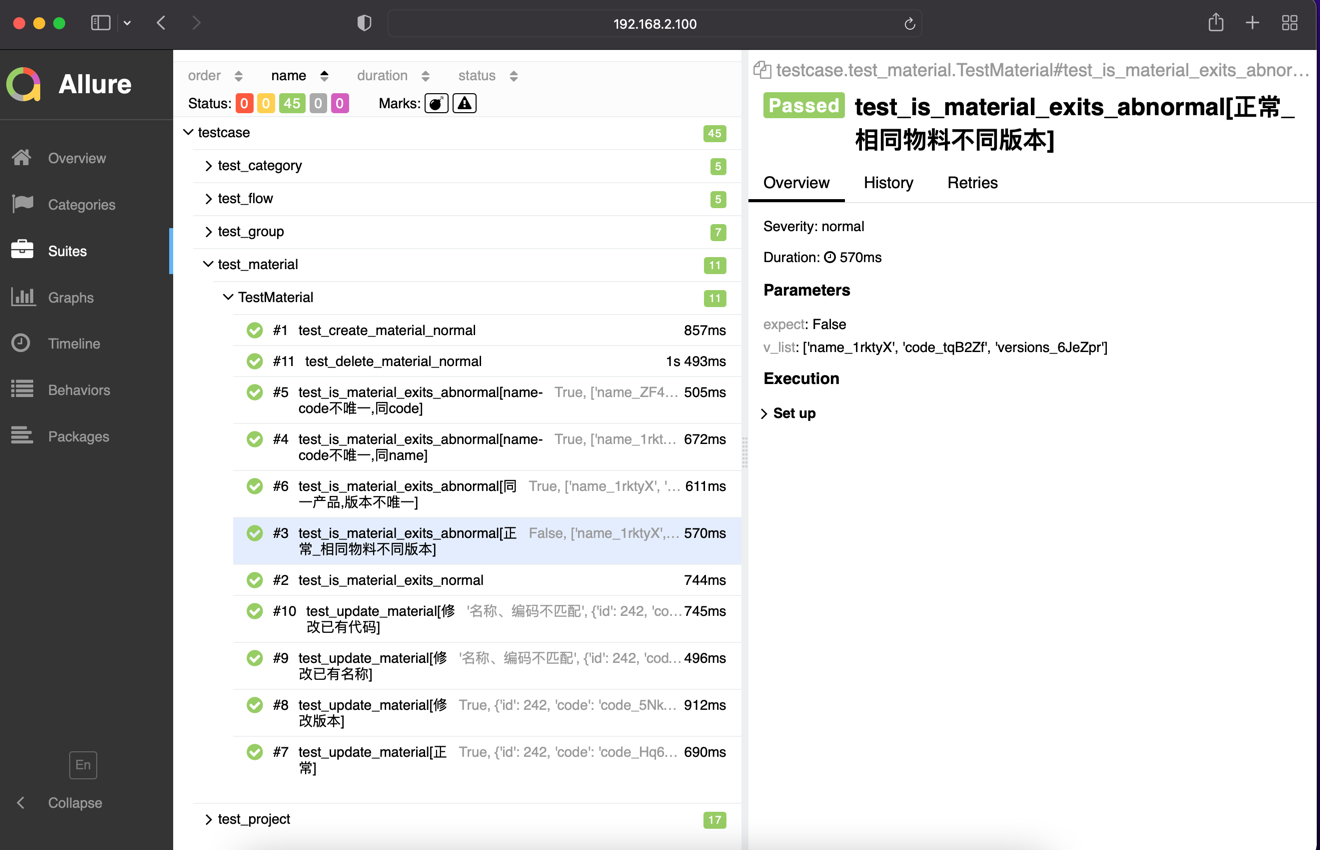 192.168.2.100
Allure
Overview
Categories
Suites
Graphs
Timeline
Behaviors
Packages
En
Collapse
order name duration status
Status: 0 0 45 0 0 Marks:
testcase 45
test_category 5
test_flow 5
test_group 7
test_material 11
TestMaterial 11
#1 test_create_material_normal 857ms
#11 test_delete_material_normal 1s 493ms
#5 test_is_material_exits_abnormal[name- True, ['name_ZF4... 505ms
code不唯一,同code]
#4 test_is_material_exits_abnormal[name- True, ['name_1rkt... 672ms
code不唯一,同name]
#6 test_is_material_exits_abnormal[同 True, ['name_1rktyX', '... 611ms
一产品,版本不唯一]
#3 test_is_material_exits_abnormal[正 False, ['name_1rktyX',... 570ms
常_相同物料不同版本]
#2 test_is_material_exits_normal 744ms
#10 test_update_material[修 '名称、编码不匹配', {'id': 242, 'co... 745ms
改已有代码]
#9 test_update_material[修 '名称、编码不匹配', {'id': 242, 'cod... 496ms
改已有名称]
#8 test_update_material[修 True, {'id': 242, 'code': 'code_5Nk... 912ms
改版本]
#7 test_update_material[正 True, {'id': 242, 'code': 'code_Hq6... 690ms
常]
test_project 17
testcase.test_material.TestMaterial#test_is_material_exits_abnor...
Passed test_is_material_exits_abnormal[正常_
相同物料不同版本]
Overview History Retries
Severity: normal
Duration: 570ms
Parameters
expect: False
v_list: ['name_1rktyX', 'code_tqB2Zf', 'versions_6JeZpr']
Execution
Set up